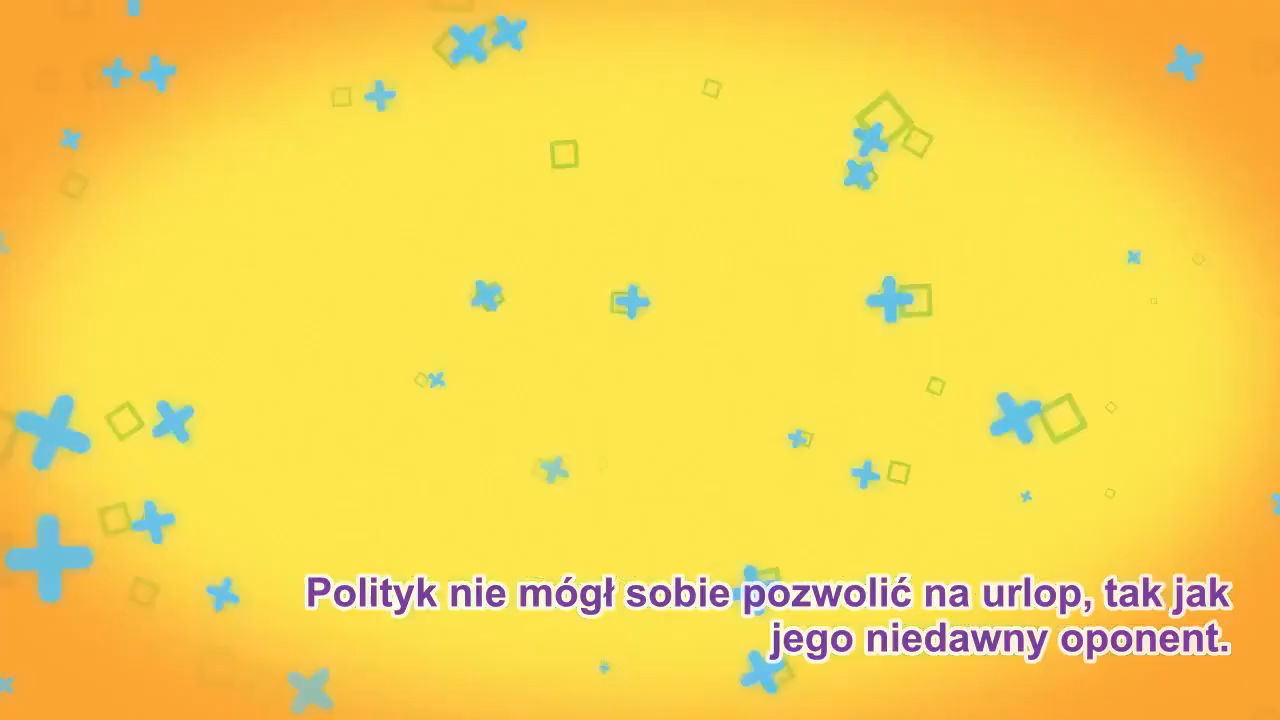 Polityk nie mógł sobie pozwolić na urlop, tak jak
jego niedawny oponent.